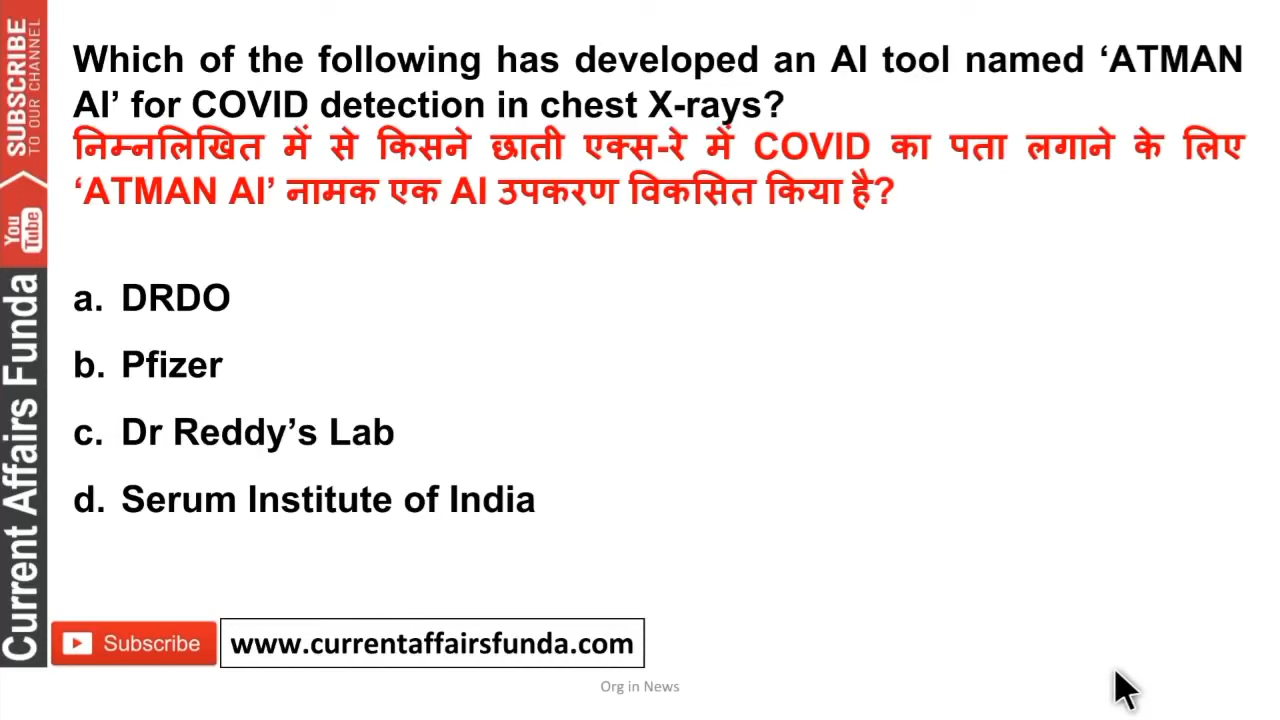 Which of the following has developed an AI tool named ‘ATMAN
AI’ for COVID detection in chest X-rays?
निम्नलिखित में से किसने छाती एक्स-रे में COVID का पता लगाने के लिए
‘ATMAN AI’ नामक एक AI उपकरण विकसित किया है?
a. DRDO
b. Pfizer
c. Dr Reddy’s Lab
d. Serum Institute of India
SUBSCRIBE
TO OUR CHANNEL
You
Tube
Current Affairs Funda
Subscribe
www.currentaffairsfunda.com
Org in News